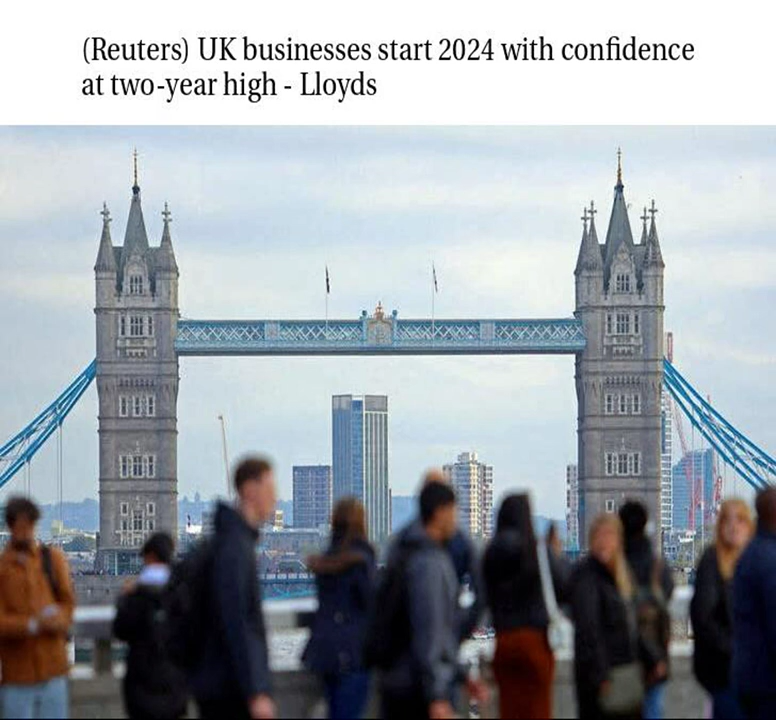 (Reuters) UK businesses start 2024 with confidence
at two-year high - Lloyds